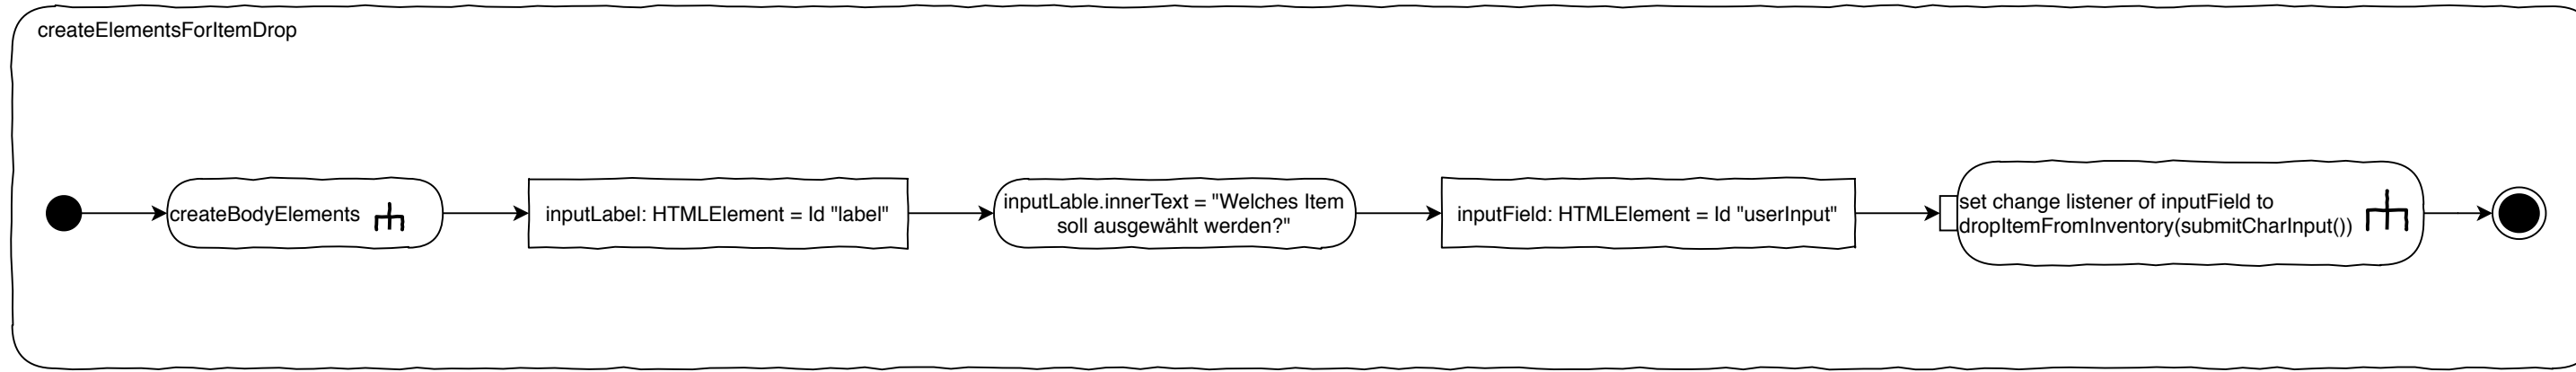 createElementsForItemDrop
createBodyElements
inputLabel: HTMLElement = Id "label"
inputLable.innerText = "Welches Item
soll ausgewählt werden?"
inputField: HTMLElement = Id "userInput"
set change listener of inputField to
dropItemFromInventory(submitCharInput())